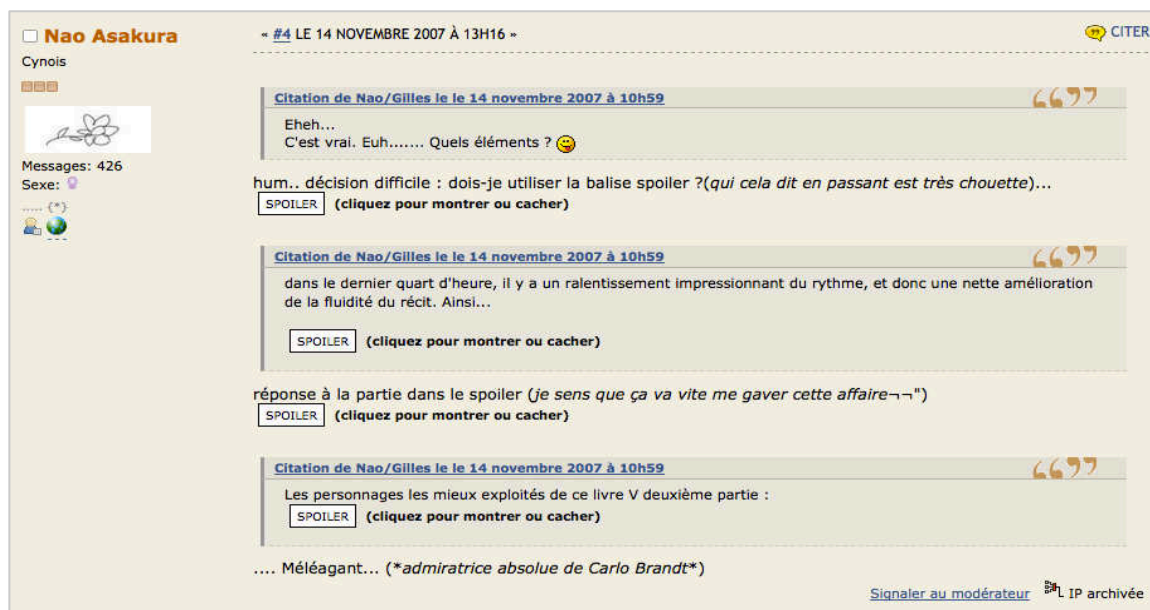 Nao Asakura
Cynois
Messages: 426
Sexe:
..... {*}
« #4 LE 14 NOVEMBRE 2007 À 13H16 »
CITER
Citation de Nao/Gilles le le 14 novembre 2007 à 10h59
Eheh...
C'est vrai. Euh....... Quels éléments ?
hum.. décision difficile : dois-je utiliser la balise spoiler ?(qui cela dit en passant est très chouette)...
SPOILER (cliquez pour montrer ou cacher)
Citation de Nao/Gilles le le 14 novembre 2007 à 10h59
dans le dernier quart d'heure, il y a un ralentissement impressionnant du rythme, et donc une nette amélioration
de la fluidité du récit. Ainsi...
SPOILER (cliquez pour montrer ou cacher)
réponse à la partie dans le spoiler (je sens que ça va vite me gaver cette affaire¬¬")
SPOILER (cliquez pour montrer ou cacher)
Citation de Nao/Gilles le le 14 novembre 2007 à 10h59
Les personnages les mieux exploités de ce livre V deuxième partie :
SPOILER (cliquez pour montrer ou cacher)
.... Méléagant... (*admiratrice absolue de Carlo Brandt*)
Signaler au modérateur IP archivée